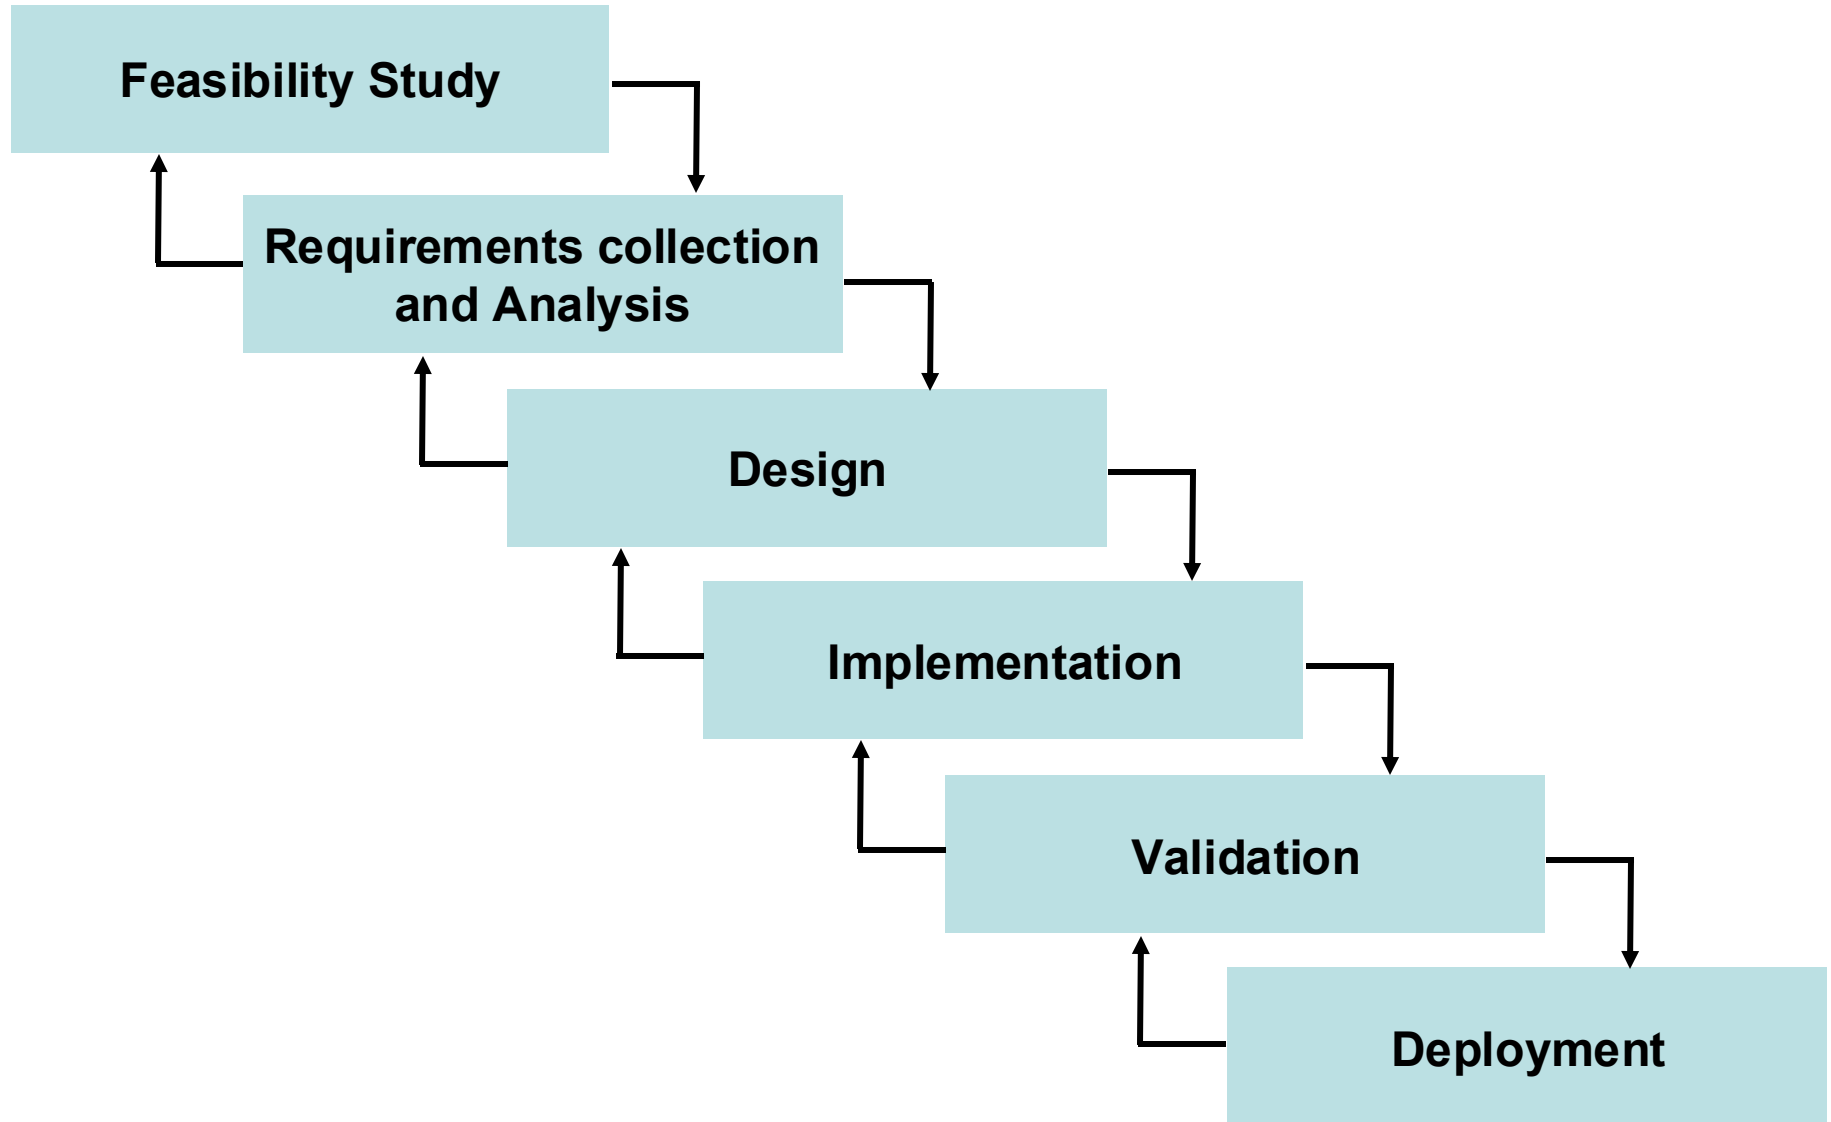 Feasibility Study
Requirements collection
and Analysis
Design
Implementation
Validation
Deployment